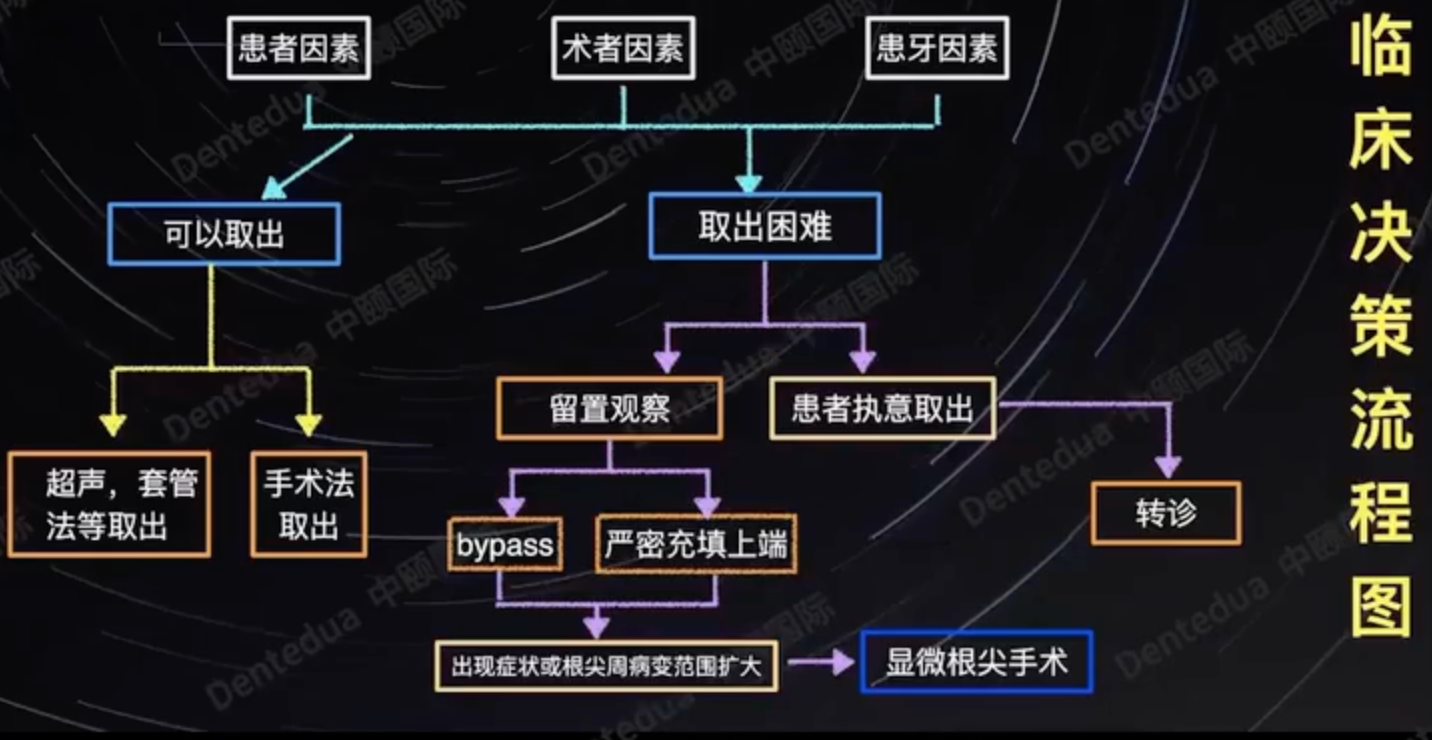 患者因素
术者因素
患牙因素
临床决策流程图
可以取出
取出困难
留置观察
患者执意取出
超声，套管
法等取出
手术法
取出
转诊
bypass
严密充填上端
出现症状或根尖周病变范围扩大
显微根尖手术
Dentedua 中颐国际